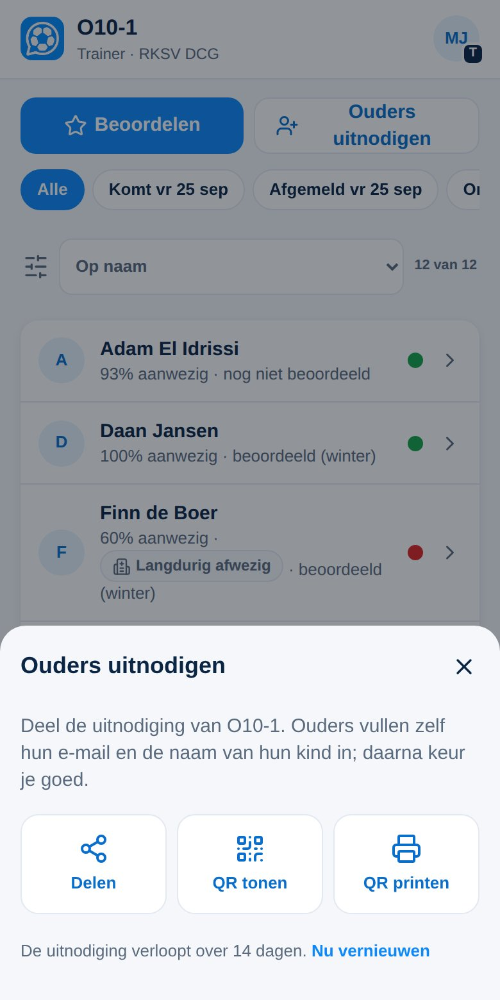 O10-1
Trainer · RKSV DCG
MJ
T
Beoordelen
Ouders
uitnodigen
Alle
Komt vr 25 sep
Afgemeld vr 25 sep
12 van 12
Op naam
A
Adam El Idrissi
93% aanwezig · nog niet beoordeeld
D
Daan Jansen
100% aanwezig · beoordeeld (winter)
F
Finn de Boer
60% aanwezig ·
Langdurig afwezig · beoordeeld
(winter)
Ouders uitnodigen
Deel de uitnodiging van O10-1. Ouders vullen zelf
hun e-mail en de naam van hun kind in; daarna keur
je goed.
Delen
QR tonen
QR printen
De uitnodiging verloopt over 14 dagen. Nu vernieuwen